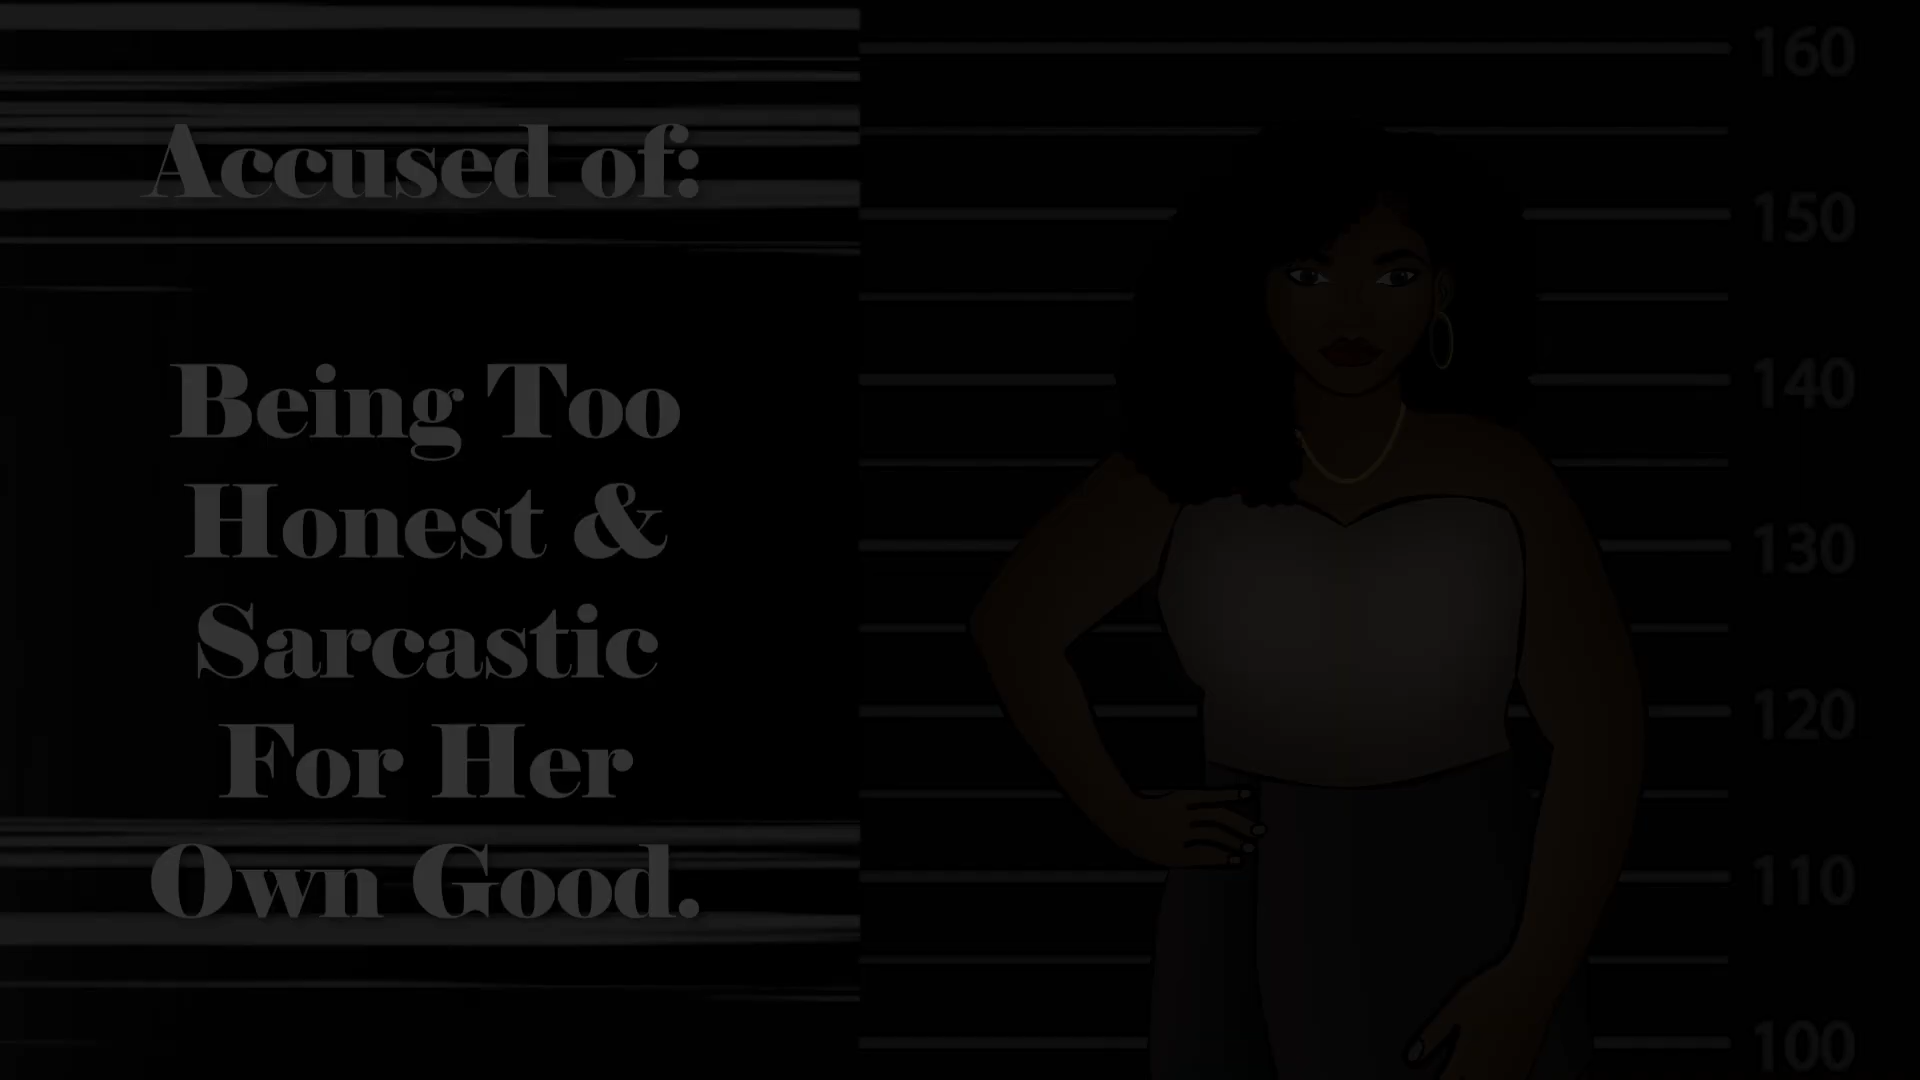 Accused of:
Being Too
Honest &
Sarcastic
For Her
Own Good.
160
150
140
130
120
110
100